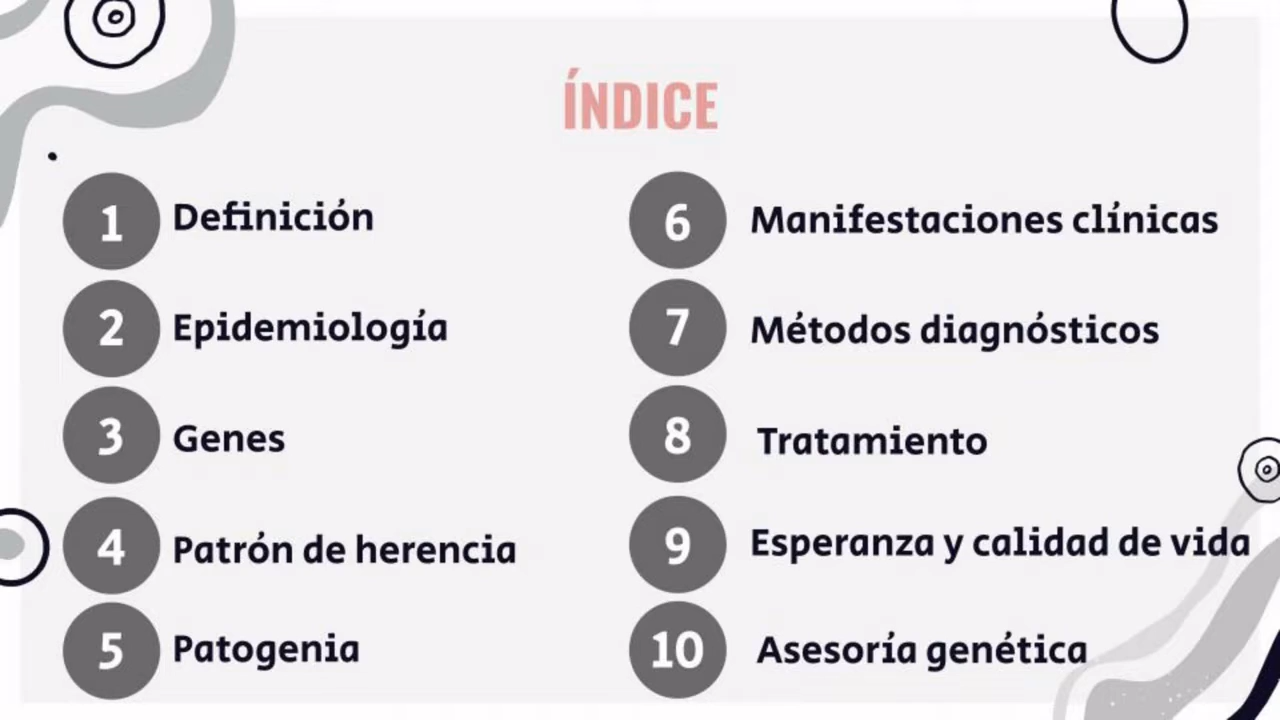 ÍNDICE
1 Definición
2 Epidemiología
3 Genes
4 Patrón de herencia
5 Patogenia
6 Manifestaciones clínicas
7 Métodos diagnósticos
8 Tratamiento
9 Esperanza y calidad de vida
10 Asesoría genética